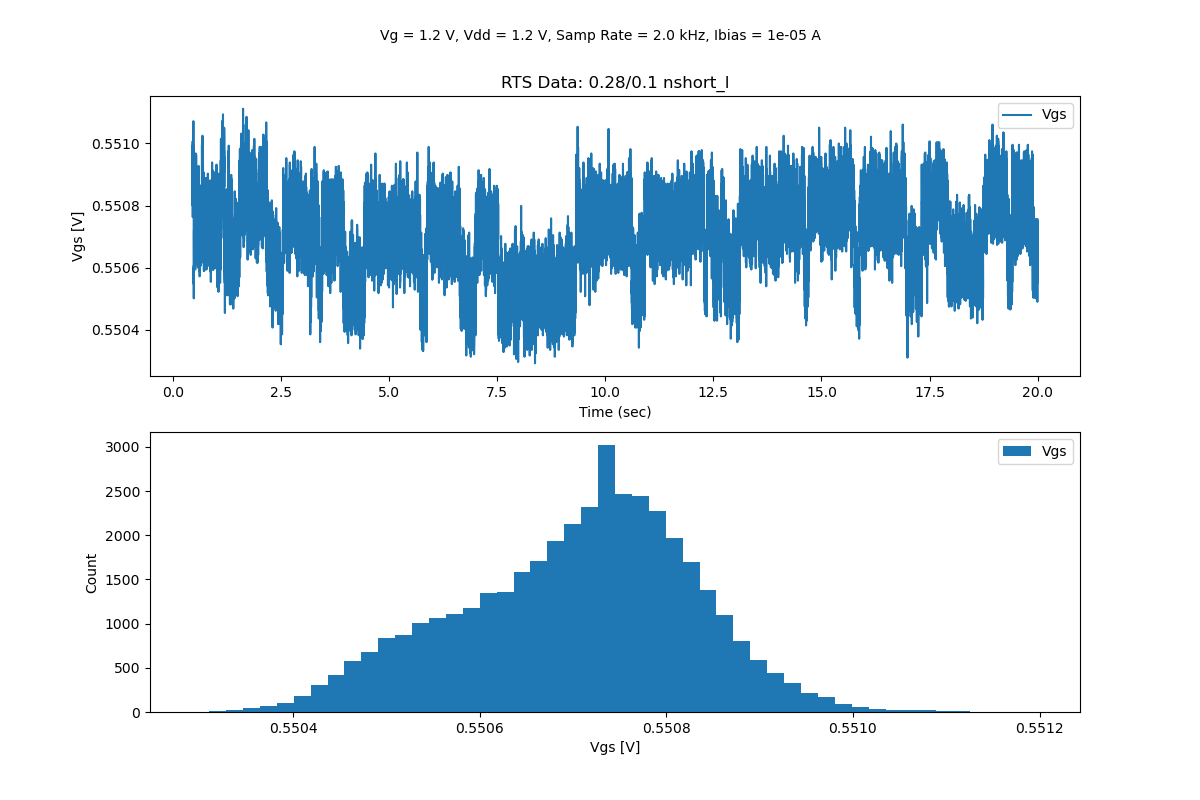 Vg = 1.2 V, Vdd = 1.2 V, Samp Rate = 2.0 kHz, Ibias = 1e-05 A
RTS Data: 0.28/0.1 nshort_l
Vgs
0.5510
0.5508
0.5506
0.5504
Vgs [V]
0.0 2.5 5.0 7.5 10.0 12.5 15.0 17.5 20.0
Time (sec)
Vgs
3000
2500
2000
1500
1000
500
0
Count
0.5504 0.5506 0.5508 0.5510 0.5512
Vgs [V]